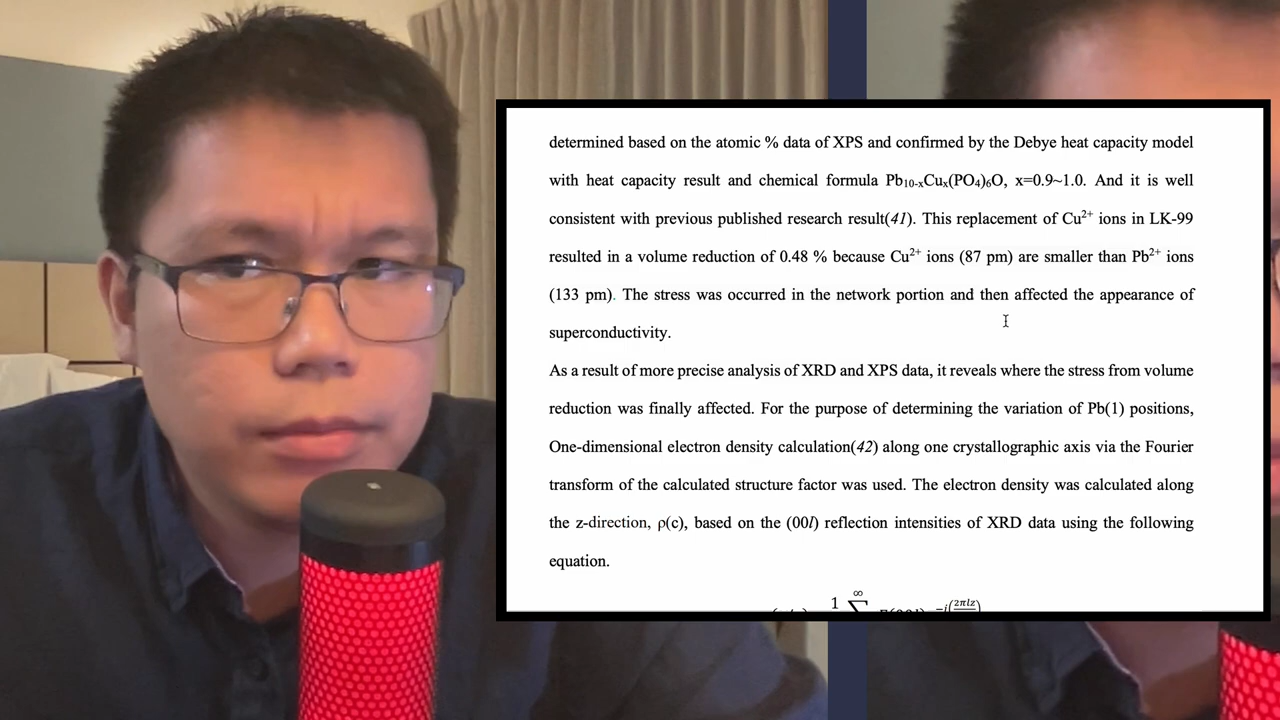 determined based on the atomic % data of XPS and confirmed by the Debye heat capacity model
with heat capacity result and chemical formula Pb₁₀₋ₓCuₓ(PO₄)₆O, x=0.9~1.0. And it is well
consistent with previous published research result(41). This replacement of Cu²⁺ ions in LK-99
resulted in a volume reduction of 0.48 % because Cu²⁺ ions (87 pm) are smaller than Pb²⁺ ions
(133 pm). The stress was occurred in the network portion and then affected the appearance of
superconductivity.
As a result of more precise analysis of XRD and XPS data, it reveals where the stress from volume
reduction was finally affected. For the purpose of determining the variation of Pb(1) positions,
One-dimensional electron density calculation(42) along one crystallographic axis via the Fourier
transform of the calculated structure factor was used. The electron density was calculated along
the z-direction, ρ(c), based on the (00l) reflection intensities of XRD data using the following
equation.